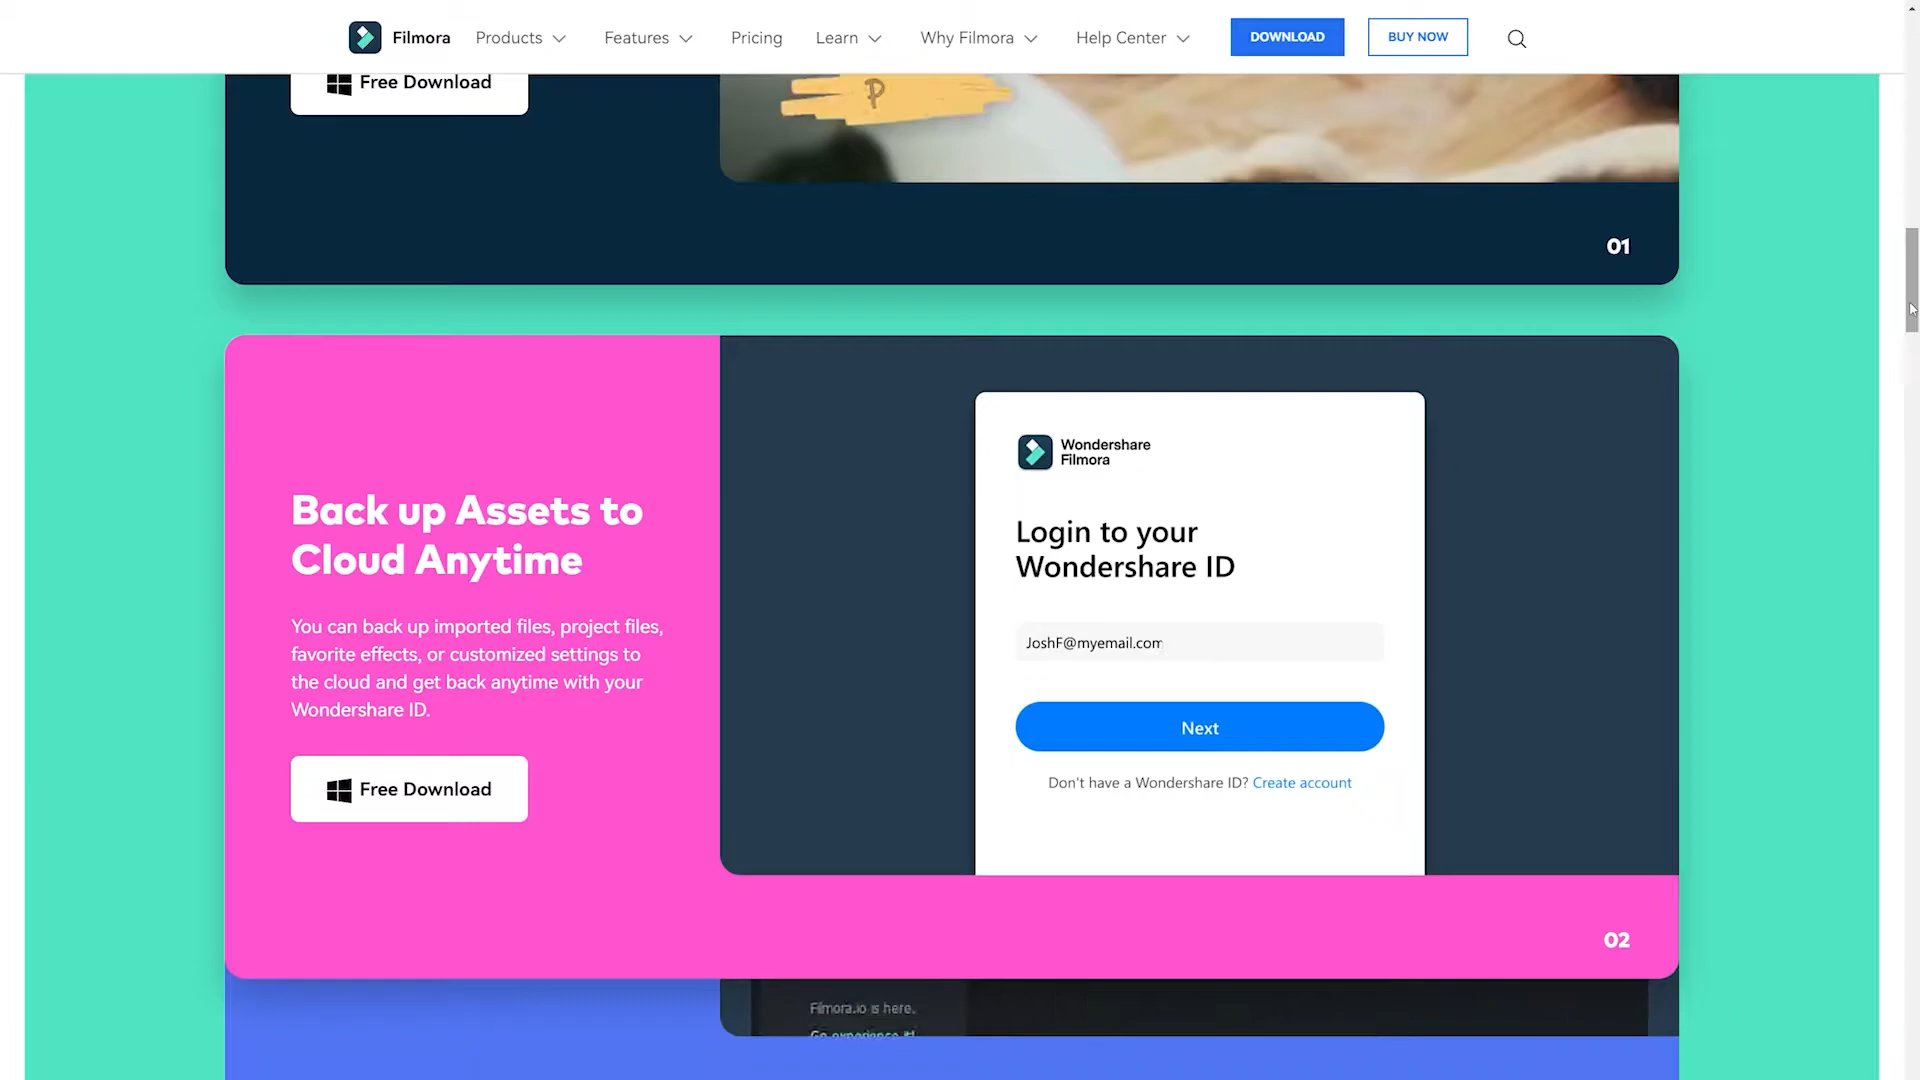 Filmora
Products
Features
Pricing
Learn
Why Filmora
Help Center
DOWNLOAD
BUY NOW
Free Download
P
01
Back up Assets to
Cloud Anytime
You can back up imported files, project files,
favorite effects, or customized settings to
the cloud and get back anytime with your
Wondershare ID.
Free Download
Wondershare
Filmora
Login to your
Wondershare ID
JoshF@myemail.com
Next
Don't have a Wondershare ID? Create account
02
Filmora.io is here.
Go experience it!